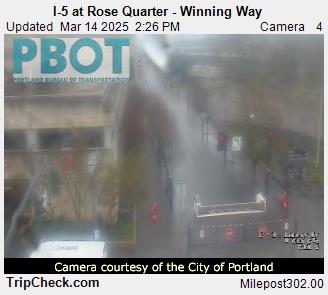 I-5 at Rose Quarter - Winning Way
Updated Mar 14 2025 2:26 PM Camera 4
PBOT
PORTLAND BUREAU OF TRANSPORTATION
Camera courtesy of the City of Portland
TripCheck.com Milepost302.00